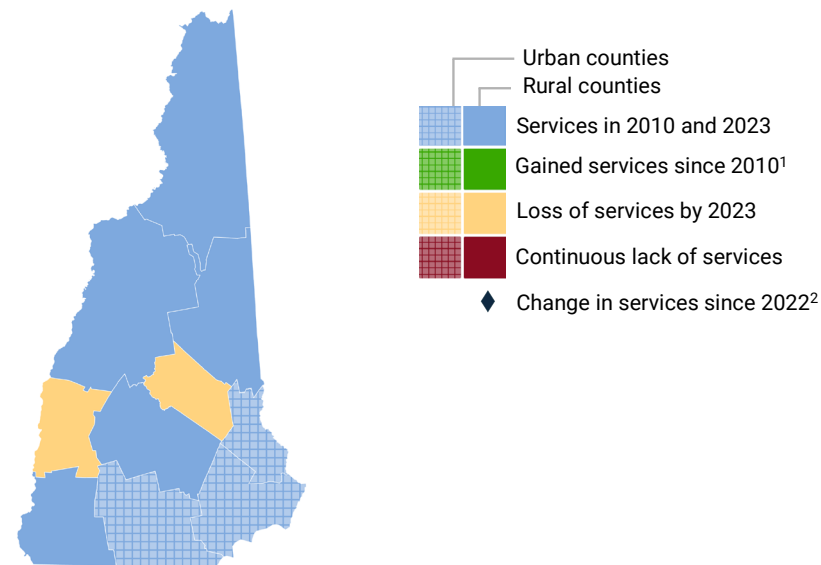 Urban counties
Rural counties
Services in 2010 and 2023
Gained services since 2010¹
Loss of services by 2023
Continuous lack of services
Change in services since 2022²